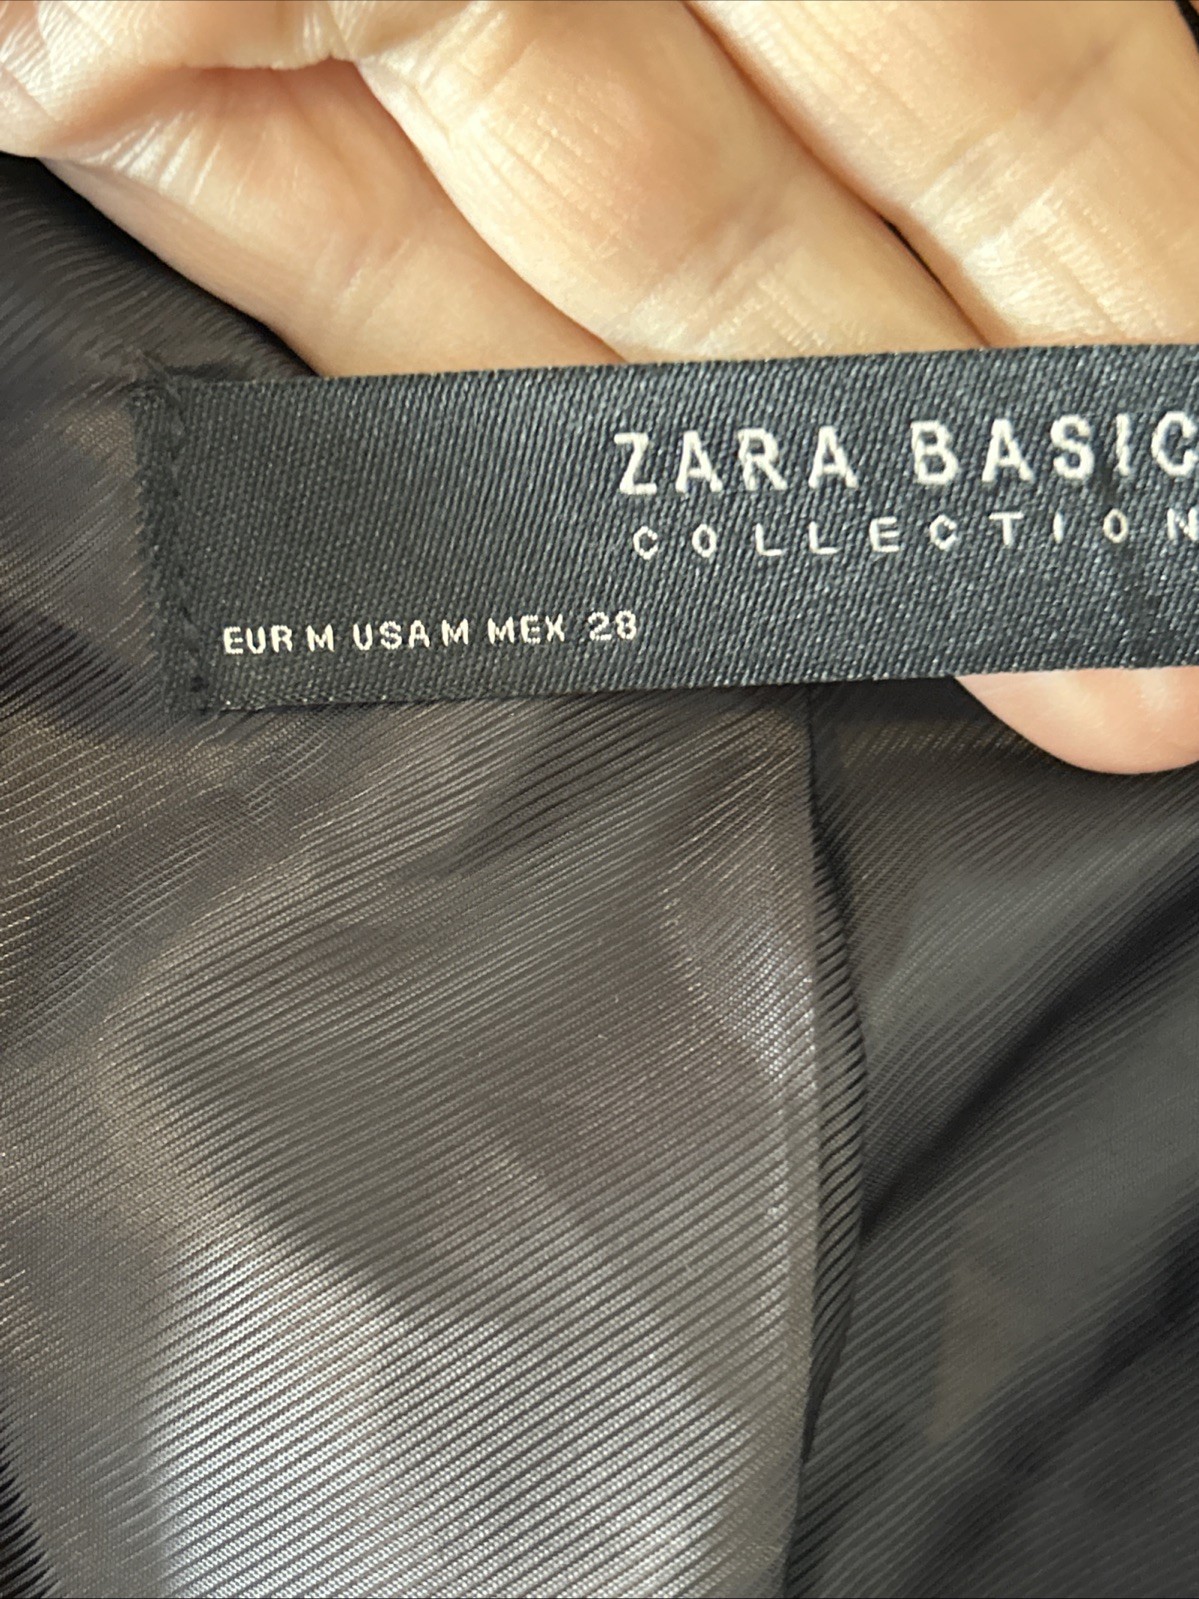 ZARA BASIC
COLLECTION
EUR M USA M MEX 28